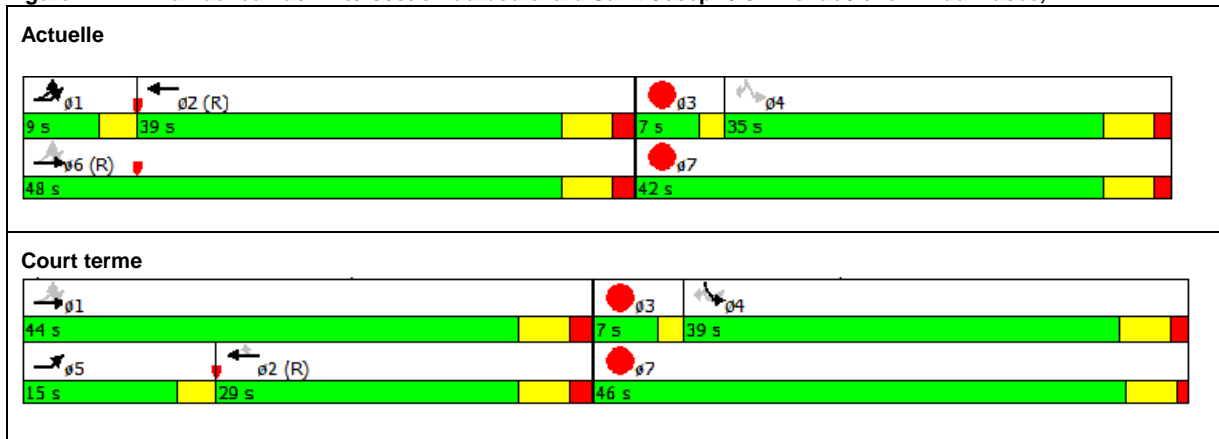 Actuelle
ø1 ø2 (R) ø3 ø4
9 s 39 s 7 s 35 s
ø6 (R) ø7
48 s 42 s
Court terme
ø1 ø3 ø4
44 s 7 s 39 s
ø5 ø2 (R) ø7
15 s 29 s 46 s